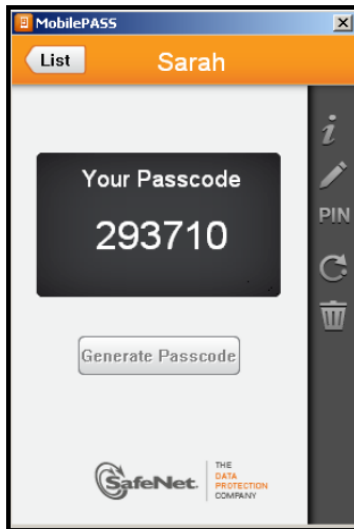 MobilePASS
List
Sarah
Your Passcode
293710
PIN
Generate Passcode
SafeNet.
THE
DATA
PROTECTION
COMPANY